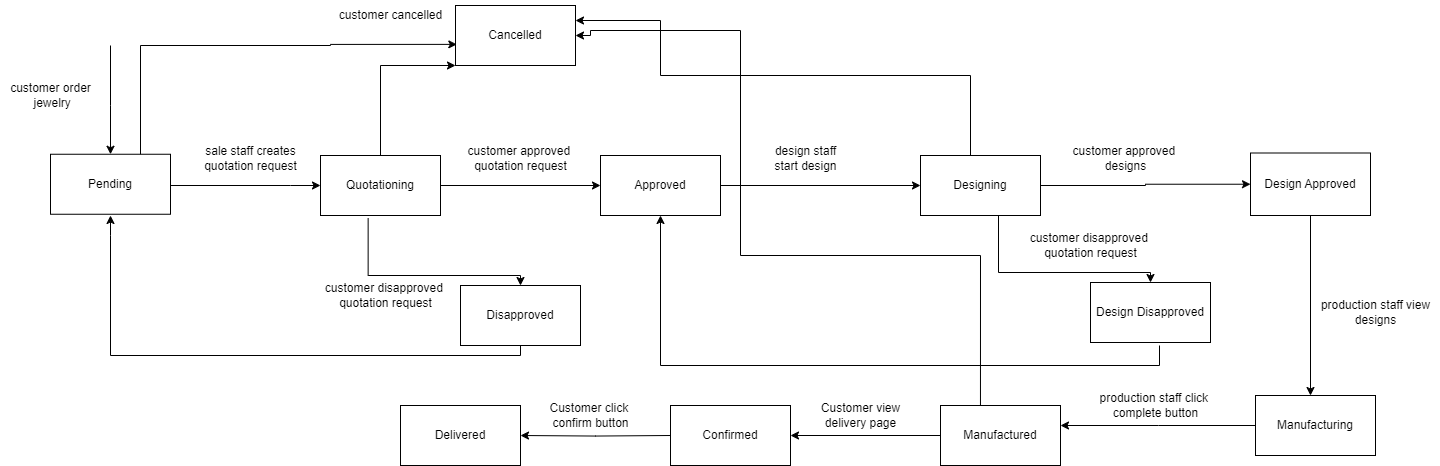 customer cancelled
Cancelled
customer order
jewelry
sale staff creates
quotation request
customer approved
quotation request
design staff
start design
customer approved
designs
Pending
Quotationing
Approved
Designing
Design Approved
customer disapproved
quotation request
customer disapproved
quotation request
Disapproved
Design Disapproved
production staff view
designs
Customer click
confirm button
Customer view
delivery page
production staff click
complete button
Delivered
Confirmed
Manufactured
Manufacturing